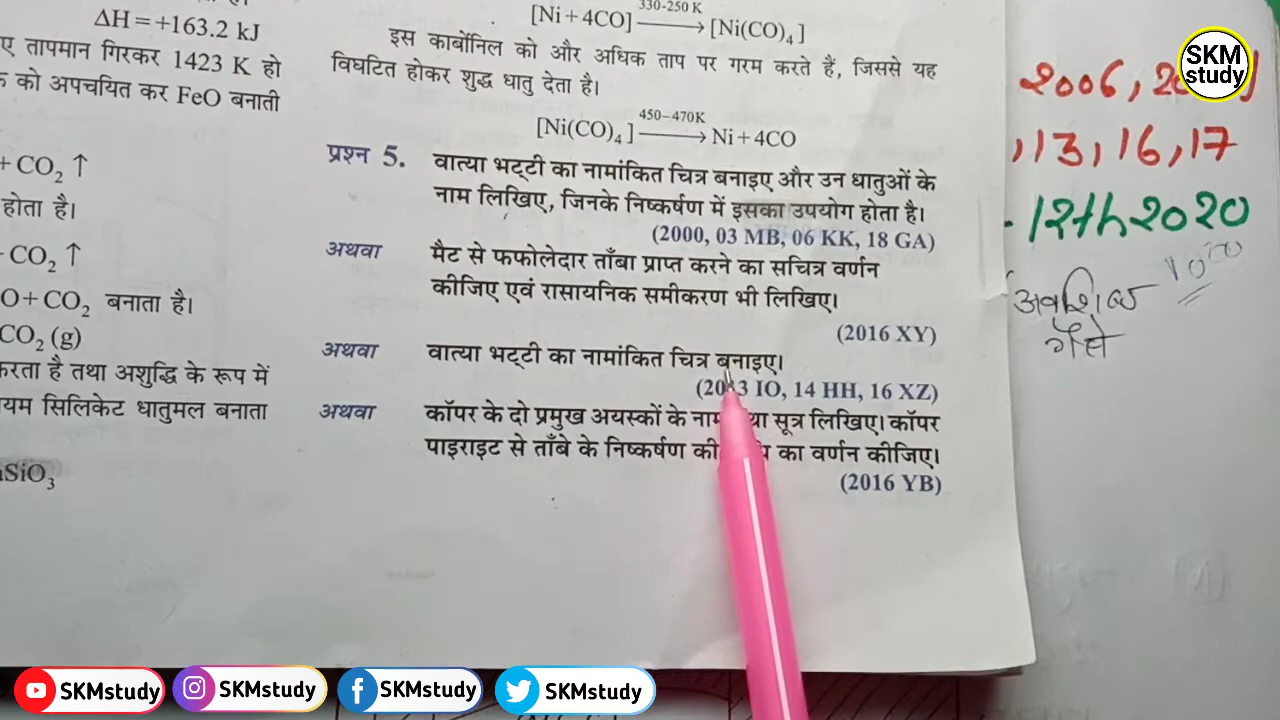 ΔH = +163.2 kJ
ए तापमान गिरकर 1423 K हो
को अपचयित कर FeO बनाती
+ CO₂ ↑
होता है।
CO₂ ↑
O + CO₂ बनाता है।
CO₂ (g)
करता है तथा अशुद्धि के रूप में
यम सिलिकेट धातुमल बनाता
SiO₃
[Ni + 4CO] 330-250 K ⟶ [Ni(CO)₄]
इस कार्बोनिल को और अधिक ताप पर गरम करते हैं, जिससे यह
विघटित होकर शुद्ध धातु देता है।
[Ni(CO)₄] 450–470K ⟶ Ni + 4CO
प्रश्न 5. वात्या भट्टी का नामांकित चित्र बनाइए और उन धातुओं के
नाम लिखिए, जिनके निष्कर्षण में इसका उपयोग होता है।
(2000, 03 MB, 06 KK, 18 GA)
अथवा मैट से फफोलेदार ताँबा प्राप्त करने का सचित्र वर्णन
कीजिए एवं रासायनिक समीकरण भी लिखिए।
(2016 XY)
अथवा वात्या भट्टी का नामांकित चित्र बनाइए।
(2013 IO, 14 HH, 16 XZ)
अथवा कॉपर के दो प्रमुख अयस्कों के नाम तथा सूत्र लिखिए। कॉपर
पाइराइट से ताँबे के निष्कर्षण की का वर्णन कीजिए।
(2016 YB)
SKM
study
2006,
,13, 16, 17
12th 2020
अवशिष्ट
गैसे
SKMstudy
SKMstudy
SKMstudy
SKMstudy